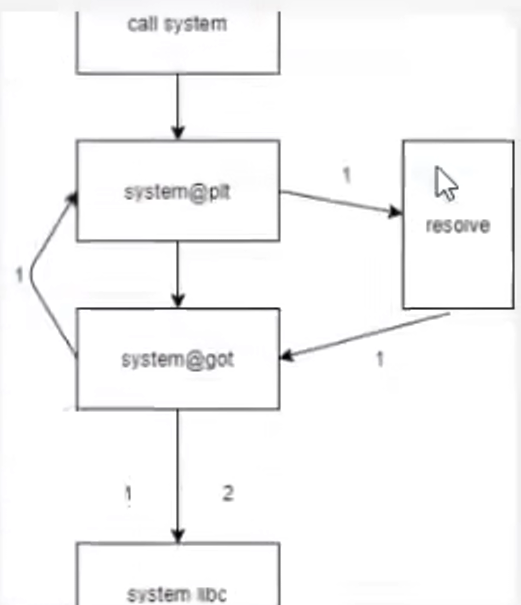 call system
system@plt
1
resolve
1
system@got
1
1
2
system libc